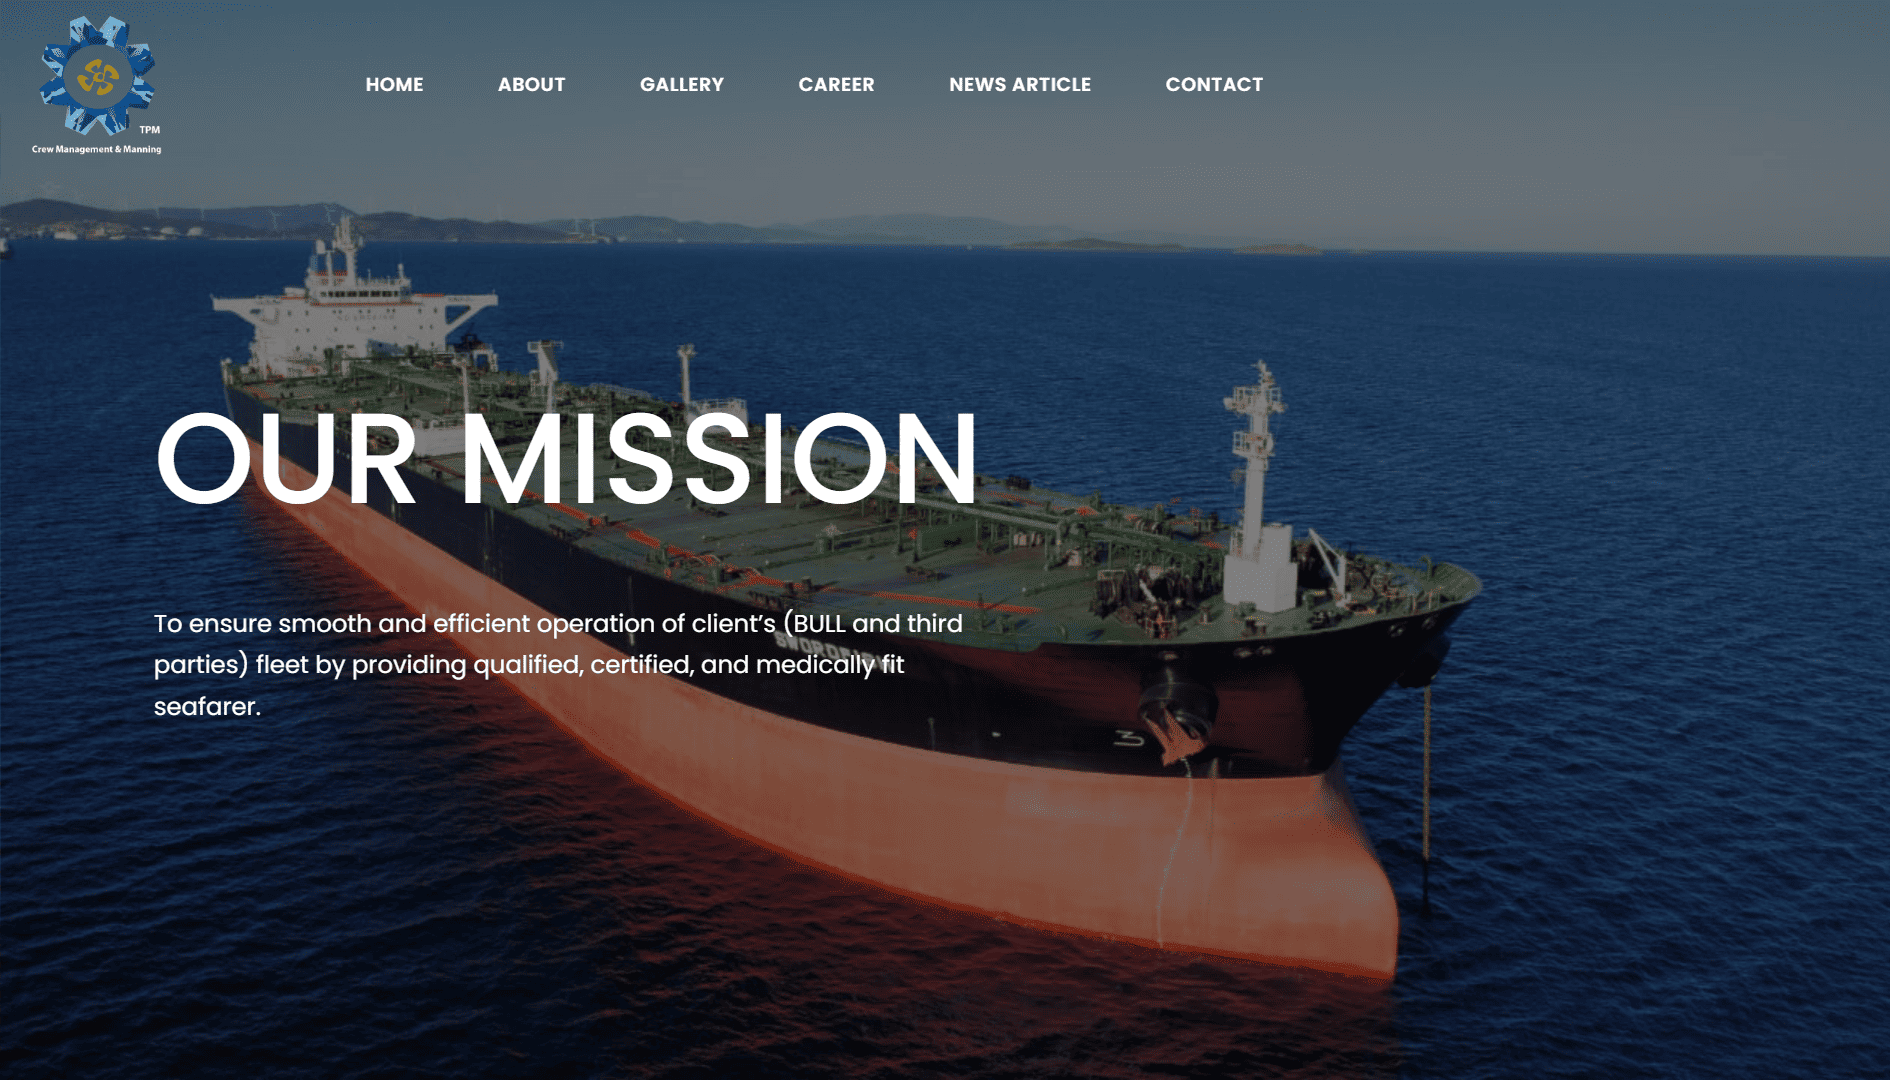 TPM
Crew Management & Manning
HOME
ABOUT
GALLERY
CAREER
NEWS ARTICLE
CONTACT
OUR MISSION
To ensure smooth and efficient operation of client’s (BULL and third
parties) fleet by providing qualified, certified, and medically fit
seafarer.